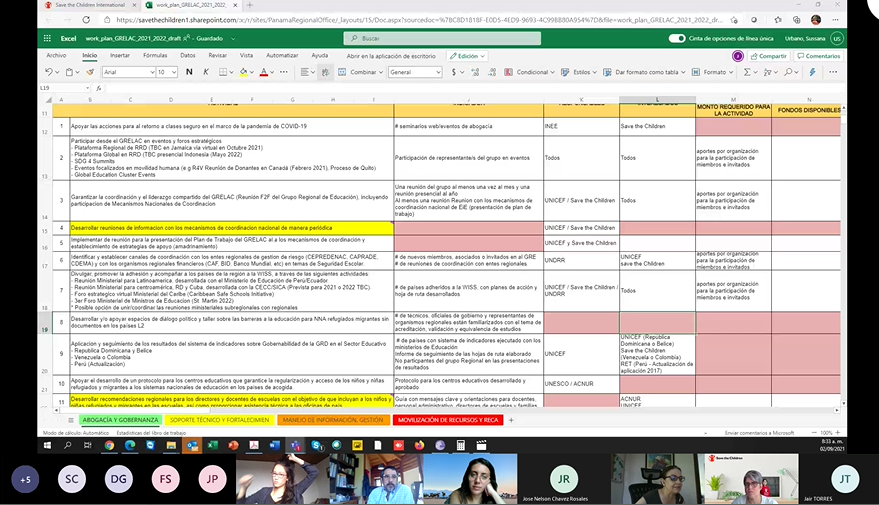 Save the Children International
work_plan_GRELAC_2021_2022_
https://savethechildren1.sharepoint.com/:x:/r/sites/PanamaRegionalOffice/_layouts/15/Doc.aspx?sourcedoc=%7BC8D1818F-E0D5-4ED9-9693-4C99B880A954%7D&file=work_plan_GRELAC_2021_2022_dr...
Excel work_plan_GRELAC_2021_2022_draft - Guardado
Buscar
Cinta de opciones de línea única Urbano, Sussana US
Archivo Inicio Insertar Dibujar Fórmulas Datos Revisar Vista Automatizar Ayuda Abrir en la aplicación de escritorio Edición Compartir Comentarios
Arial 10 N K A Combinar General $ Condicional Estilos Dar formato como tabla Formato
L19 fx
A B C D E F G H I J K L M N
11 MONTO REQUERIDO PARA LA ACTIVIDAD FONDOS DISPONIBLES
12 1 Apoyar las acciones para al retorno a clases seguro en el marco de la pandemia de COVID-19 # seminarios web/eventos de abogacia INEE Save the Children
13 2 Participar desde el GRELAC en eventos y foros estratégicos
- Plataforma Regional de RRD (TBC en Jamaica vía virtual en Octubre 2021)
- Plataforma Global en RRD (TBC presencial Indonesia (Mayo 2022)
- SDG 4 Summits
- Eventos focalizados en movilidad humana (e.g R4V Reunión de Donantes en Canadá (Febrero 2021), Proceso de Quito)
- Global Education Cluster Events
Participación de representante/s del grupo en eventos
Todos
Todos
aportes por organización
para la participación de
miembros e invitados
14 3 Garantizar la coordinación y el liderazgo compartido del GRELAC (Reunión F2F del Grupo Regional de Educación), incluyendo
participacion de Mecanismos Nacionales de Coordinación
Una reunión del grupo al menos una vez al mes y una
reunión presencial al año
Al menos una reunión Reunion con los mecanismos de
coordinación nacional de EiE (presentación de plan de
trabajo)
UNICEF / Save the Children
Todos
aportes por organización
para la participación de
miembros e invitados
15 4 Desarrollar reuniones de informacion con los mecanismos de coordinacion nacional de manera periódica UNICEF / Save the Children
16 5 Implementar de reunión para la presentación del Plan de Trabajo del GRELAC al a los mecanismos de coordinación y
establecimiento de estrategias de apoyo (amadrinamiento)
UNICEF y Save the Children
17 6 Identificar y establecer canales de coordinación con los entes regionales de gestion de riesgo (CEPREDENAC, CAPRADE,
CDEMA) y con los organismos regionales financieros (CAF, BID, Banco Mundial, etc) en temas de Seguridad Escolar
# de nuevos miembros, asociados o invitados en al GRE
# de reuniones de coordinación con entes regionales
UNDRR
UNICEF
save the Children
aportes por organización
para la participación de
miembros e invitados
18 7 Divulgar, promover la adhesión y acompañar a los países de la región a la WISS, a través de las siguientes actividades:
- Reunión Ministerial para Latinoamerica, desarrollada con el Ministerio de Educación de Perú/Ecuador.
- Reunión Ministerial para centroamerica, RD y Cuba, desarrollada con la CECC/SICA (Prevista para 2021 o 2022 TBC).
- Foro estrategico virtual Ministerial del Caribe (Caribbean Safe Schools Initiative)
- 3er Foro Ministerial de Ministros de Educacion (St. Martin 2022)
* Posible opción de unir/coordinar las reuniones ministeriales subregionales con regionales
# de países adheridos a la WISS, con planes de acción y
hoja de ruta desarrollados
UNICEF / Save the Children /
UNDRR
Todos
aportes por organización
para la participación de
miembros e invitados
19 8 Desarrollar y/o apoyar espacios de diálogo político y taller sobre las barreras a la educación para NNA refugiados migrantes sin
documentos en los países L2
# de técnicos, oficiales de gobierno y representantes de
organismos regionales están familiarizados con el tema de
acreditación, validación y equivalencia de estudios
20 9 Aplicacion y seguimiento de los resultados del sistema de indicadores sobre Gobernabilidad de la GRD en el Sector Educativo
- Republica Dominicana y Belice
- Venezuela o Colombia
- Perú (Actualización)
# de países con sistema de indicadores ejecutado con los
ministerios de Educación
Informe de seguimiento de las hojas de ruta elaborado
No participantes del grupo Regional en las presentaciones
de resultados
UNICEF
UNICEF (República
Dominicana o Belice)
Save the Children
(Venezuela o Colombia)
RET (Perú - Actualización de
aplicación 2017)
21 10 Apoyar el desarrollo de un protocolo para los centros educativos que garantice la regularización y acceso de los niños y niñas
refugiados y migrantes a los sistemas nacionales de educación en los países de acogida.
Protocolo para los centros educativos desarrollado y
aprobado
UNESCO / ACNUR
11 Desarrollar recomendaciones regionales para los directores y docentes de escuelas con el objetivo de que incluyan a los niños y
niñas refugiados y migrantes en las escuelas, así como proporcionar asistencia técnica a las oficinas de país
Guía con mensajes clave y orientaciones para docentes,
personal administrativo, directores de escuelas y familias
ACNUR
UNICEF
ABOGACÍA Y GOBERNANZA SOPORTE TÉCNICO Y FORTALECIMIEN MANEJO DE INFORMACIÓN, GESTIÓN MOVILIZACIÓN DE RECURSOS Y RECA +
Modo de cálculo: Automático Estadísticas del libro de trabajo Enviar comentarios a Microsoft 100%
8:33 a. m.
02/09/2021
+5 SC DG FS JP JR JT
Save the Children
Jose Nelson Chavez Rosales
Jair TORRES